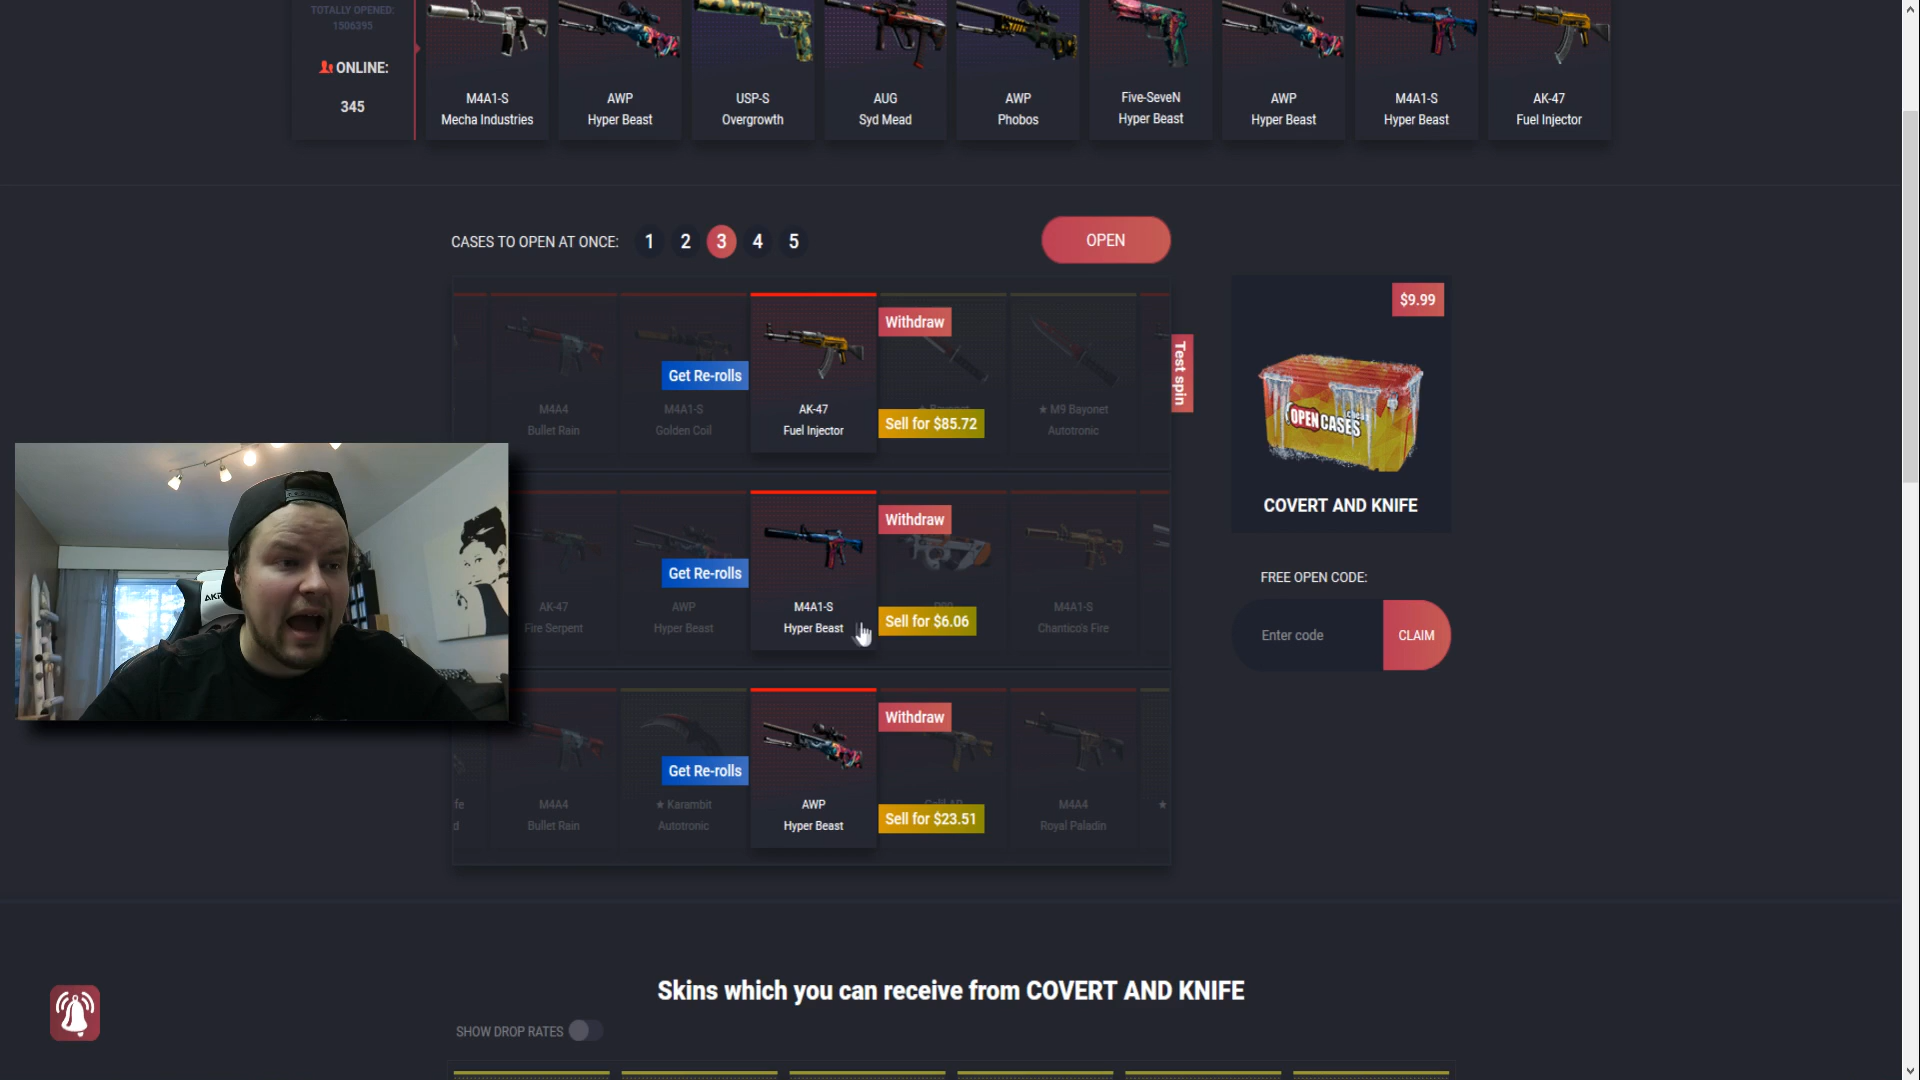 TOTALLY OPENED:
1506395
ONLINE:
345
M4A1-S
Mecha Industries
AWP
Hyper Beast
USP-S
Overgrowth
AUG
Syd Mead
AWP
Phobos
Five-SeveN
Hyper Beast
AWP
Hyper Beast
M4A1-S
Hyper Beast
AK-47
Fuel Injector
CASES TO OPEN AT ONCE: 1 2 3 4 5
OPEN
M4A4
Bullet Rain
M4A1-S
Golden Coil
Get Re-rolls
AK-47
Fuel Injector
Withdraw
Sell for $85.72
★ M9 Bayonet
Autotronic
Test spin
AK-47
Fire Serpent
AWP
Hyper Beast
Get Re-rolls
M4A1-S
Hyper Beast
Withdraw
Sell for $6.06
M4A1-S
Chantico's Fire
M4A4
Bullet Rain
★ Karambit
Autotronic
Get Re-rolls
AWP
Hyper Beast
Withdraw
Sell for $23.51
M4A4
Royal Paladin
★
$9.99
OPEN CASES
COVERT AND KNIFE
FREE OPEN CODE:
Enter code
CLAIM
Skins which you can receive from COVERT AND KNIFE
SHOW DROP RATES